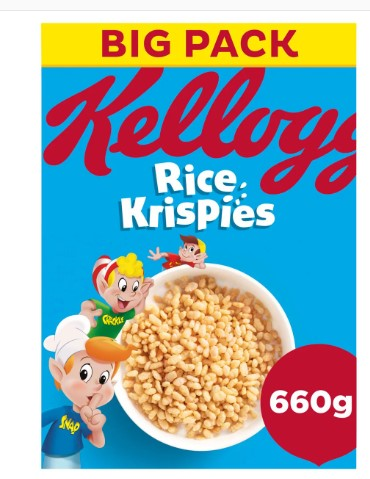 BIG PACK
Kellogg
Rice
Krispies
CRACKLE
SNAP
660g